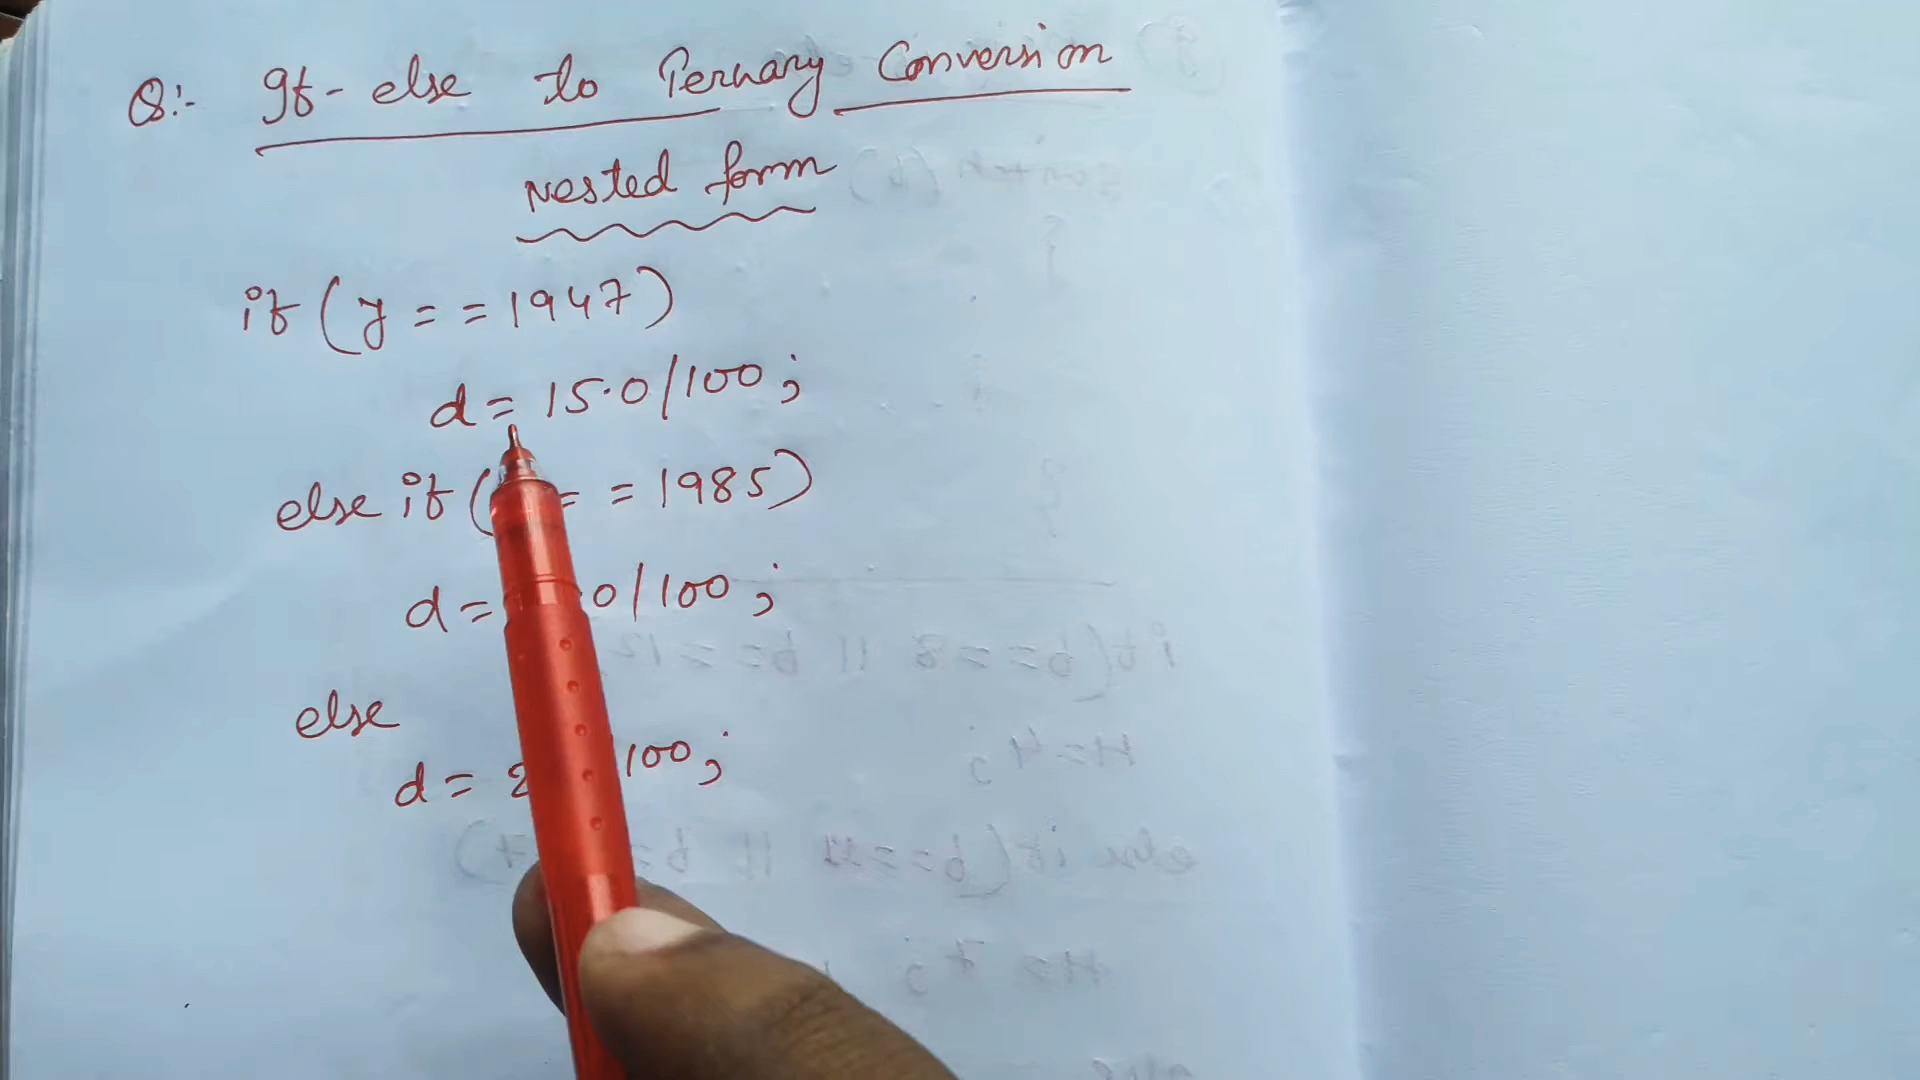 Q:- If-else to Ternary Conversion
Nested form
if (y == 1947)
d = 15.0/100;
else if ( = = 1985)
d = 0/100;
else
d = 100;